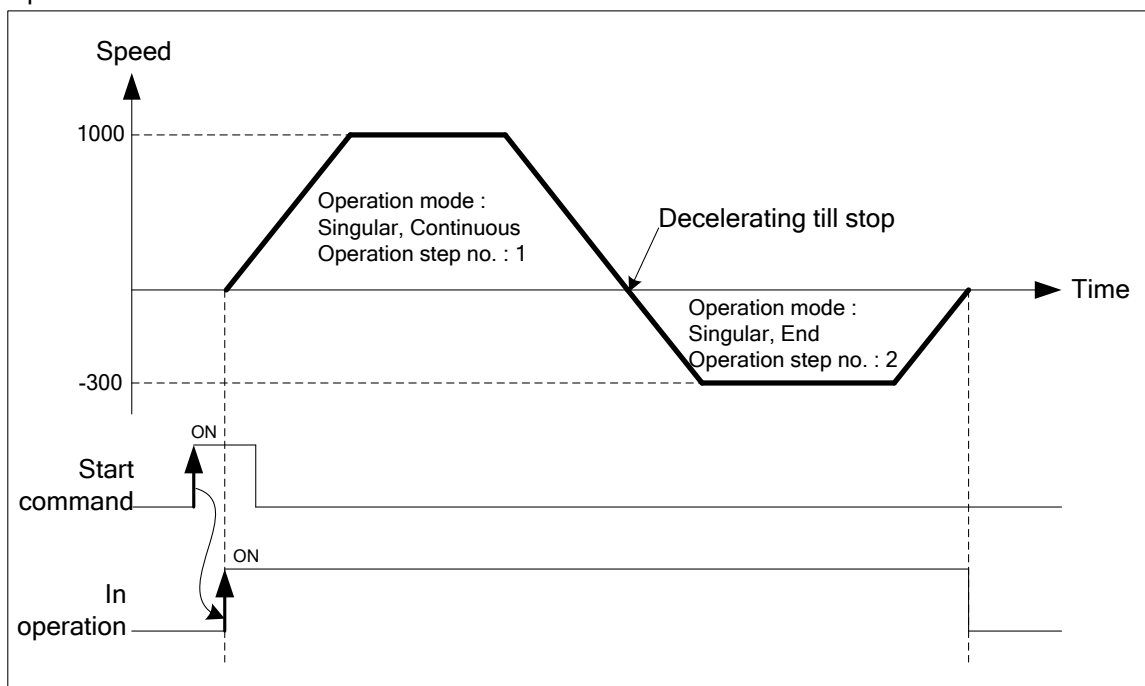 Speed
1000
Operation mode :
Singular, Continuous
Operation step no. : 1
Decelerating till stop
Time
Operation mode :
Singular, End
Operation step no. : 2
-300
ON
Start
command
ON
In
operation